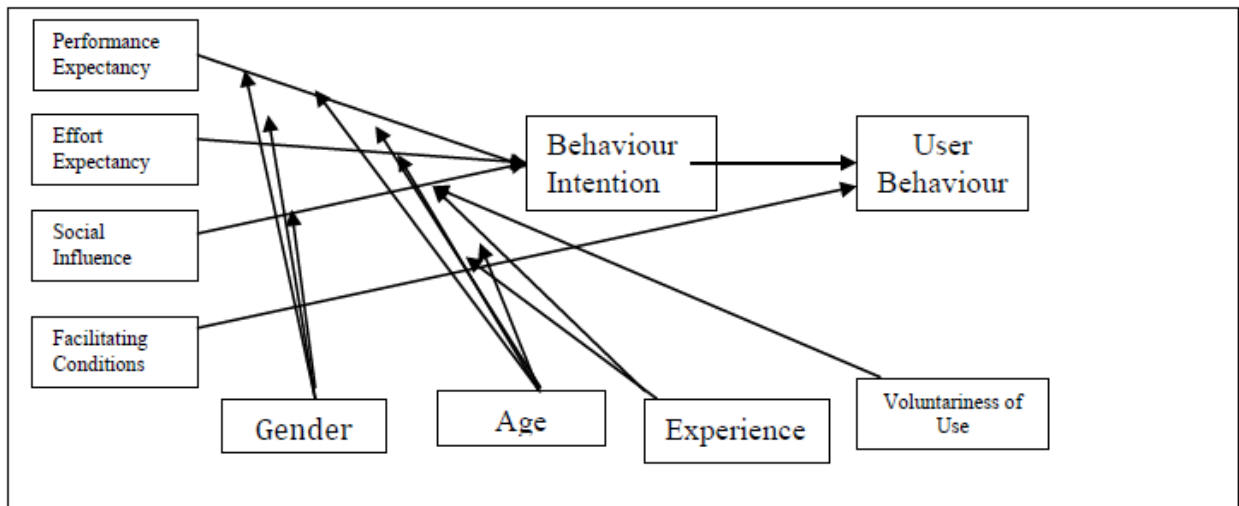 Performance
Expectancy
Effort
Expectancy
Social
Influence
Facilitating
Conditions
Behaviour
Intention
User
Behaviour
Gender
Age
Experience
Voluntariness of
Use